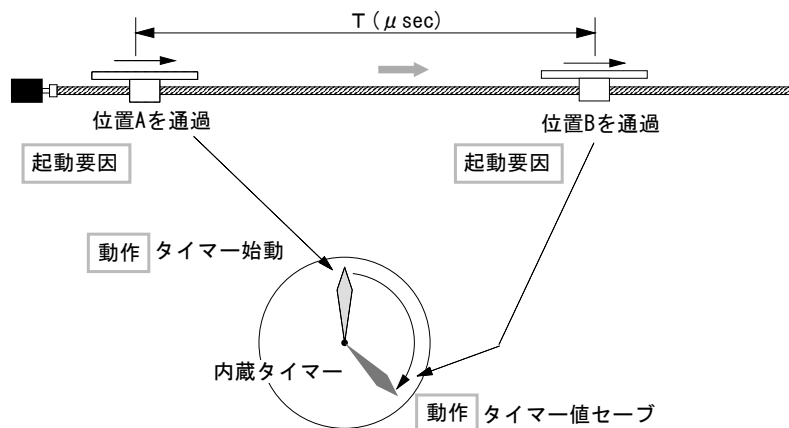 T(μsec)
位置Aを通過
位置Bを通過
起動要因
起動要因
動作 タイマー始動
内蔵タイマー
動作 タイマー値セーブ